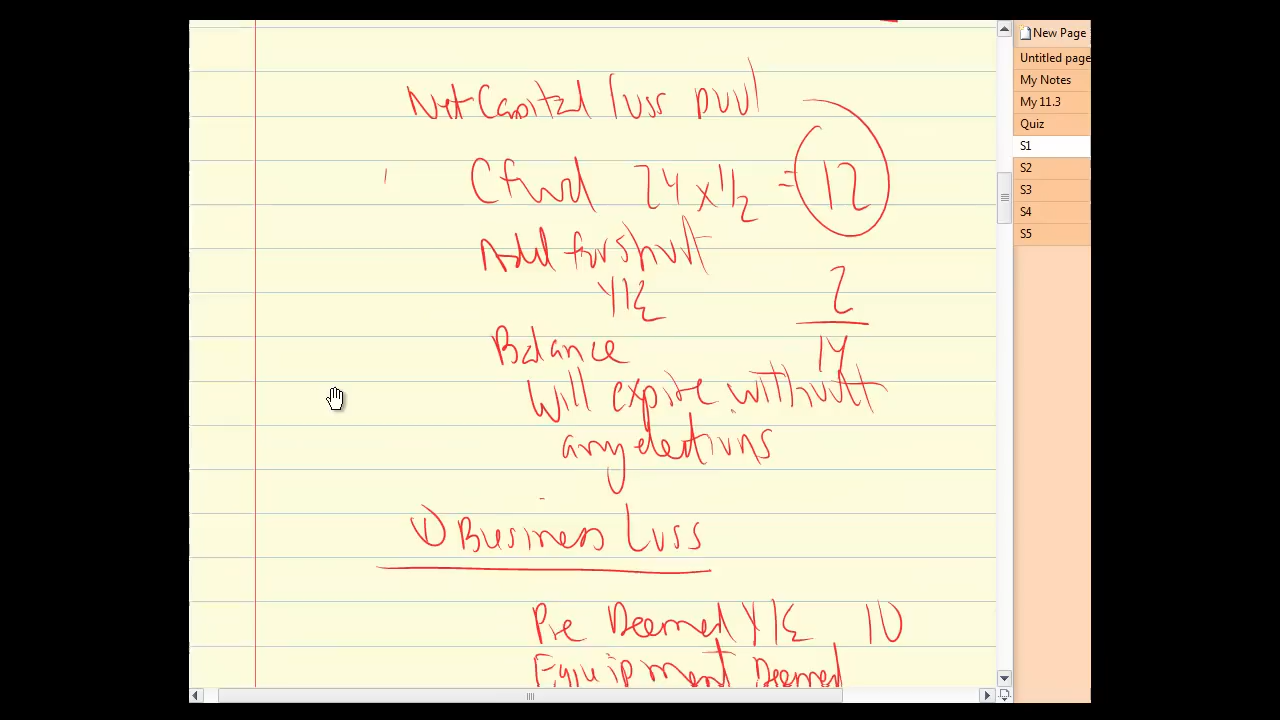 Net Capital loss pool
Cfwd 24 x 1/2 = 12
Add for short
Y/E 2
Balance 14
will expire without
any elections
① Business Loss
Pre Deemed Y/E 10
Equipment Deemed
New Page
Untitled page
My Notes
My 11.3
Quiz
S1
S2
S3
S4
S5